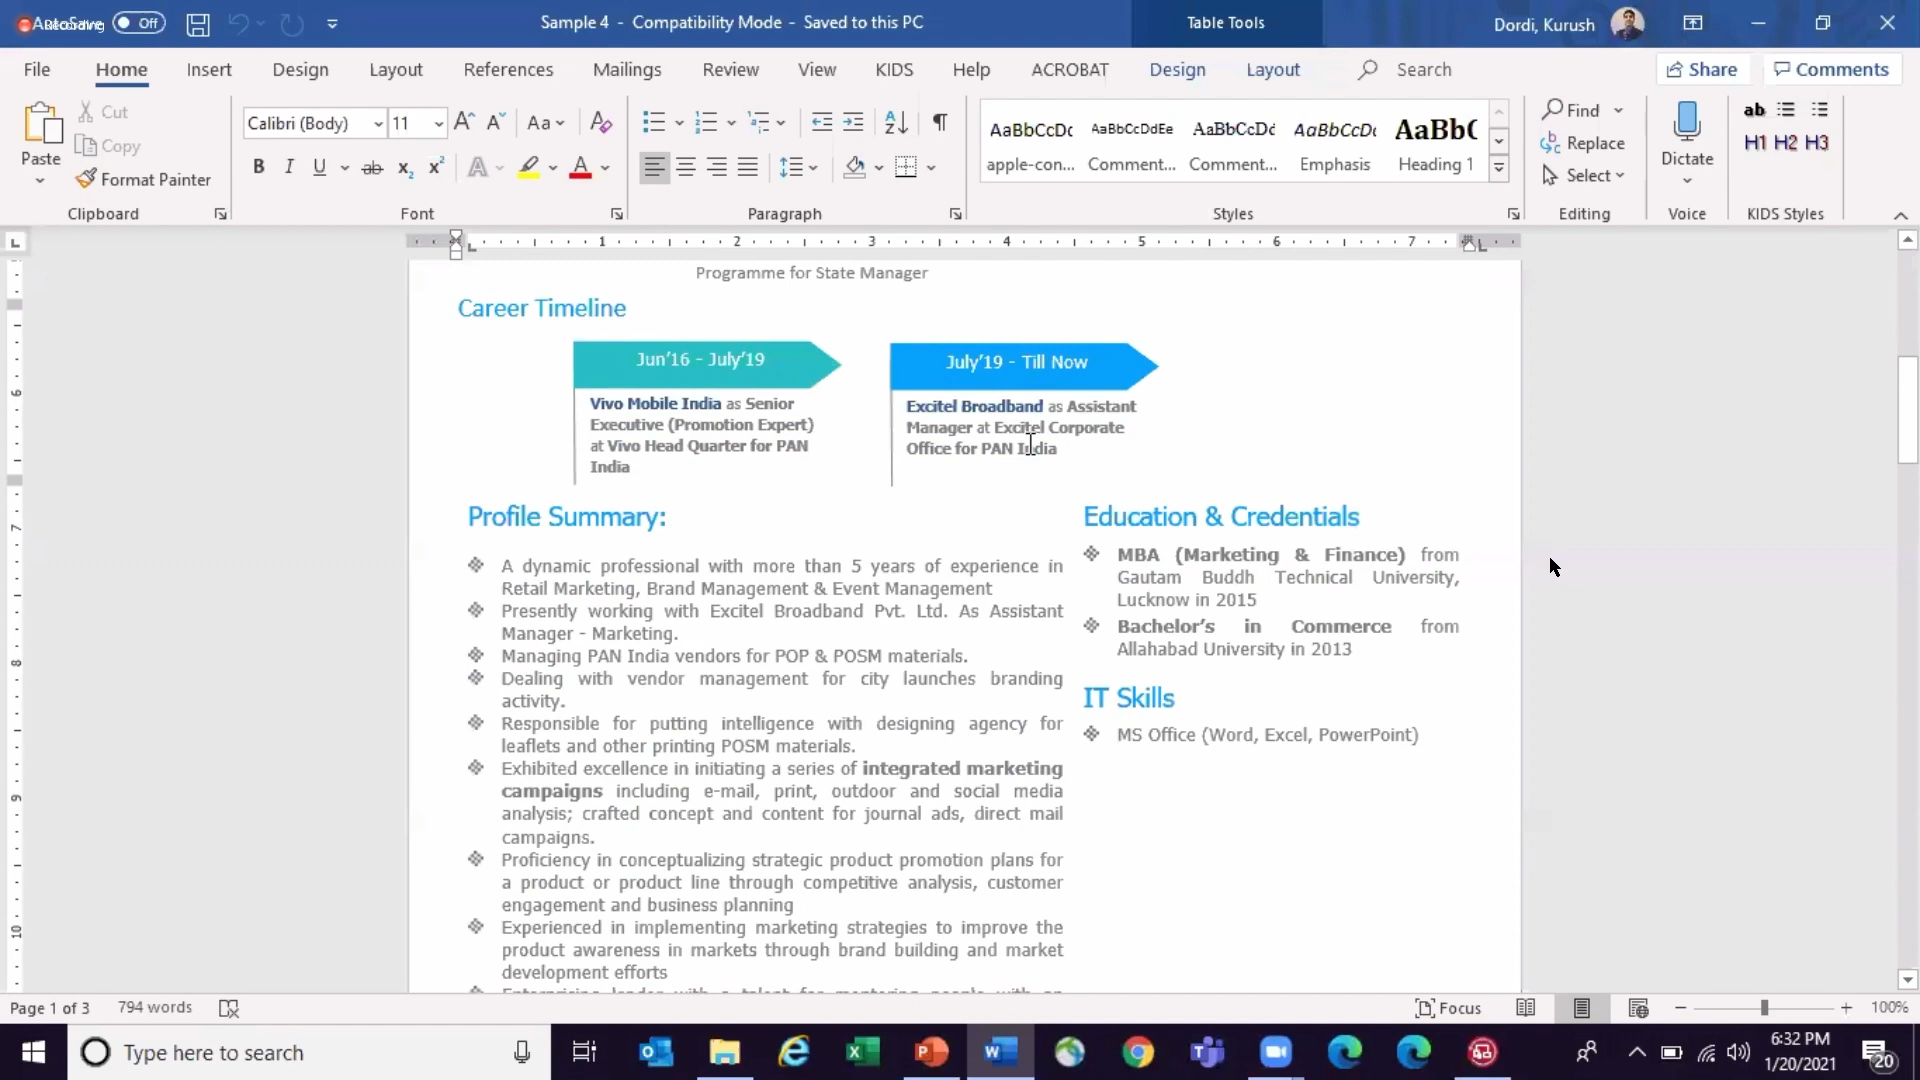 AutoSave Off
Sample 4 - Compatibility Mode - Saved to this PC
Table Tools
Dordi, Kurush
File Home Insert Design Layout References Mailings Review View KIDS Help ACROBAT Design Layout Search Share Comments
Paste
Cut
Copy
Format Painter
Clipboard
Calibri (Body) 11
Font
Paragraph
AaBbCcDc AaBbCcDdEe AaBbCcDd AaBbCcDc AaBbC
apple-con... Comment... Comment... Emphasis Heading 1
Styles
Find
Replace
Select
Editing
Dictate
Voice
H1 H2 H3
KIDS Styles
1 2 3 4 5 6 7
6
7
8
9
10
Programme for State Manager
Career Timeline
Jun'16 - July'19
Vivo Mobile India as Senior
Executive (Promotion Expert)
at Vivo Head Quarter for PAN
India
July'19 - Till Now
Excitel Broadband as Assistant
Manager at Excitel Corporate
Office for PAN India
Profile Summary:
❖ A dynamic professional with more than 5 years of experience in
Retail Marketing, Brand Management & Event Management
❖ Presently working with Excitel Broadband Pvt. Ltd. As Assistant
Manager - Marketing.
❖ Managing PAN India vendors for POP & POSM materials.
❖ Dealing with vendor management for city launches branding
activity.
❖ Responsible for putting intelligence with designing agency for
leaflets and other printing POSM materials.
❖ Exhibited excellence in initiating a series of integrated marketing
campaigns including e-mail, print, outdoor and social media
analysis; crafted concept and content for journal ads, direct mail
campaigns.
❖ Proficiency in conceptualizing strategic product promotion plans for
a product or product line through competitive analysis, customer
engagement and business planning
❖ Experienced in implementing marketing strategies to improve the
product awareness in markets through brand building and market
development efforts
Education & Credentials
❖ MBA (Marketing & Finance) from
Gautam Buddh Technical University,
Lucknow in 2015
❖ Bachelor's in Commerce from
Allahabad University in 2013
IT Skills
❖ MS Office (Word, Excel, PowerPoint)
Page 1 of 3 794 words
Focus
100%
Type here to search
6:32 PM
1/20/2021
20